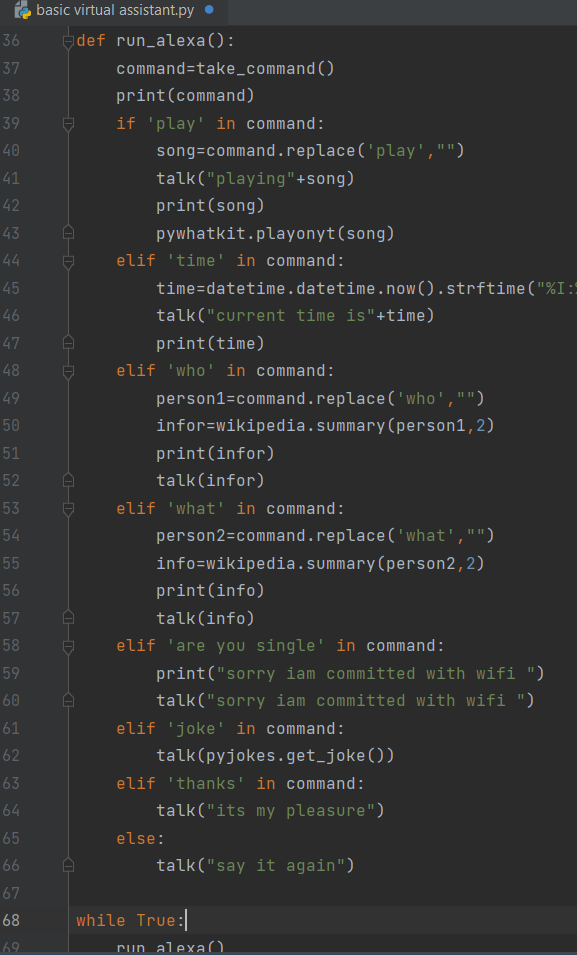 basic virtual assistant.py
36 def run_alexa():
37     command=take_command()
38     print(command)
39     if 'play' in command:
40         song=command.replace('play',"")
41         talk("playing"+song)
42         print(song)
43         pywhatkit.playonyt(song)
44     elif 'time' in command:
45         time=datetime.datetime.now().strftime("%I:%
46         talk("current time is"+time)
47         print(time)
48     elif 'who' in command:
49         person1=command.replace('who',"")
50         infor=wikipedia.summary(person1,2)
51         print(infor)
52         talk(infor)
53     elif 'what' in command:
54         person2=command.replace('what',"")
55         info=wikipedia.summary(person2,2)
56         print(info)
57         talk(info)
58     elif 'are you single' in command:
59         print("sorry iam committed with wifi ")
60         talk("sorry iam committed with wifi ")
61     elif 'joke' in command:
62         talk(pyjokes.get_joke())
63     elif 'thanks' in command:
64         talk("its my pleasure")
65     else:
66         talk("say it again")
67
68 while True:
69     run_alexa()